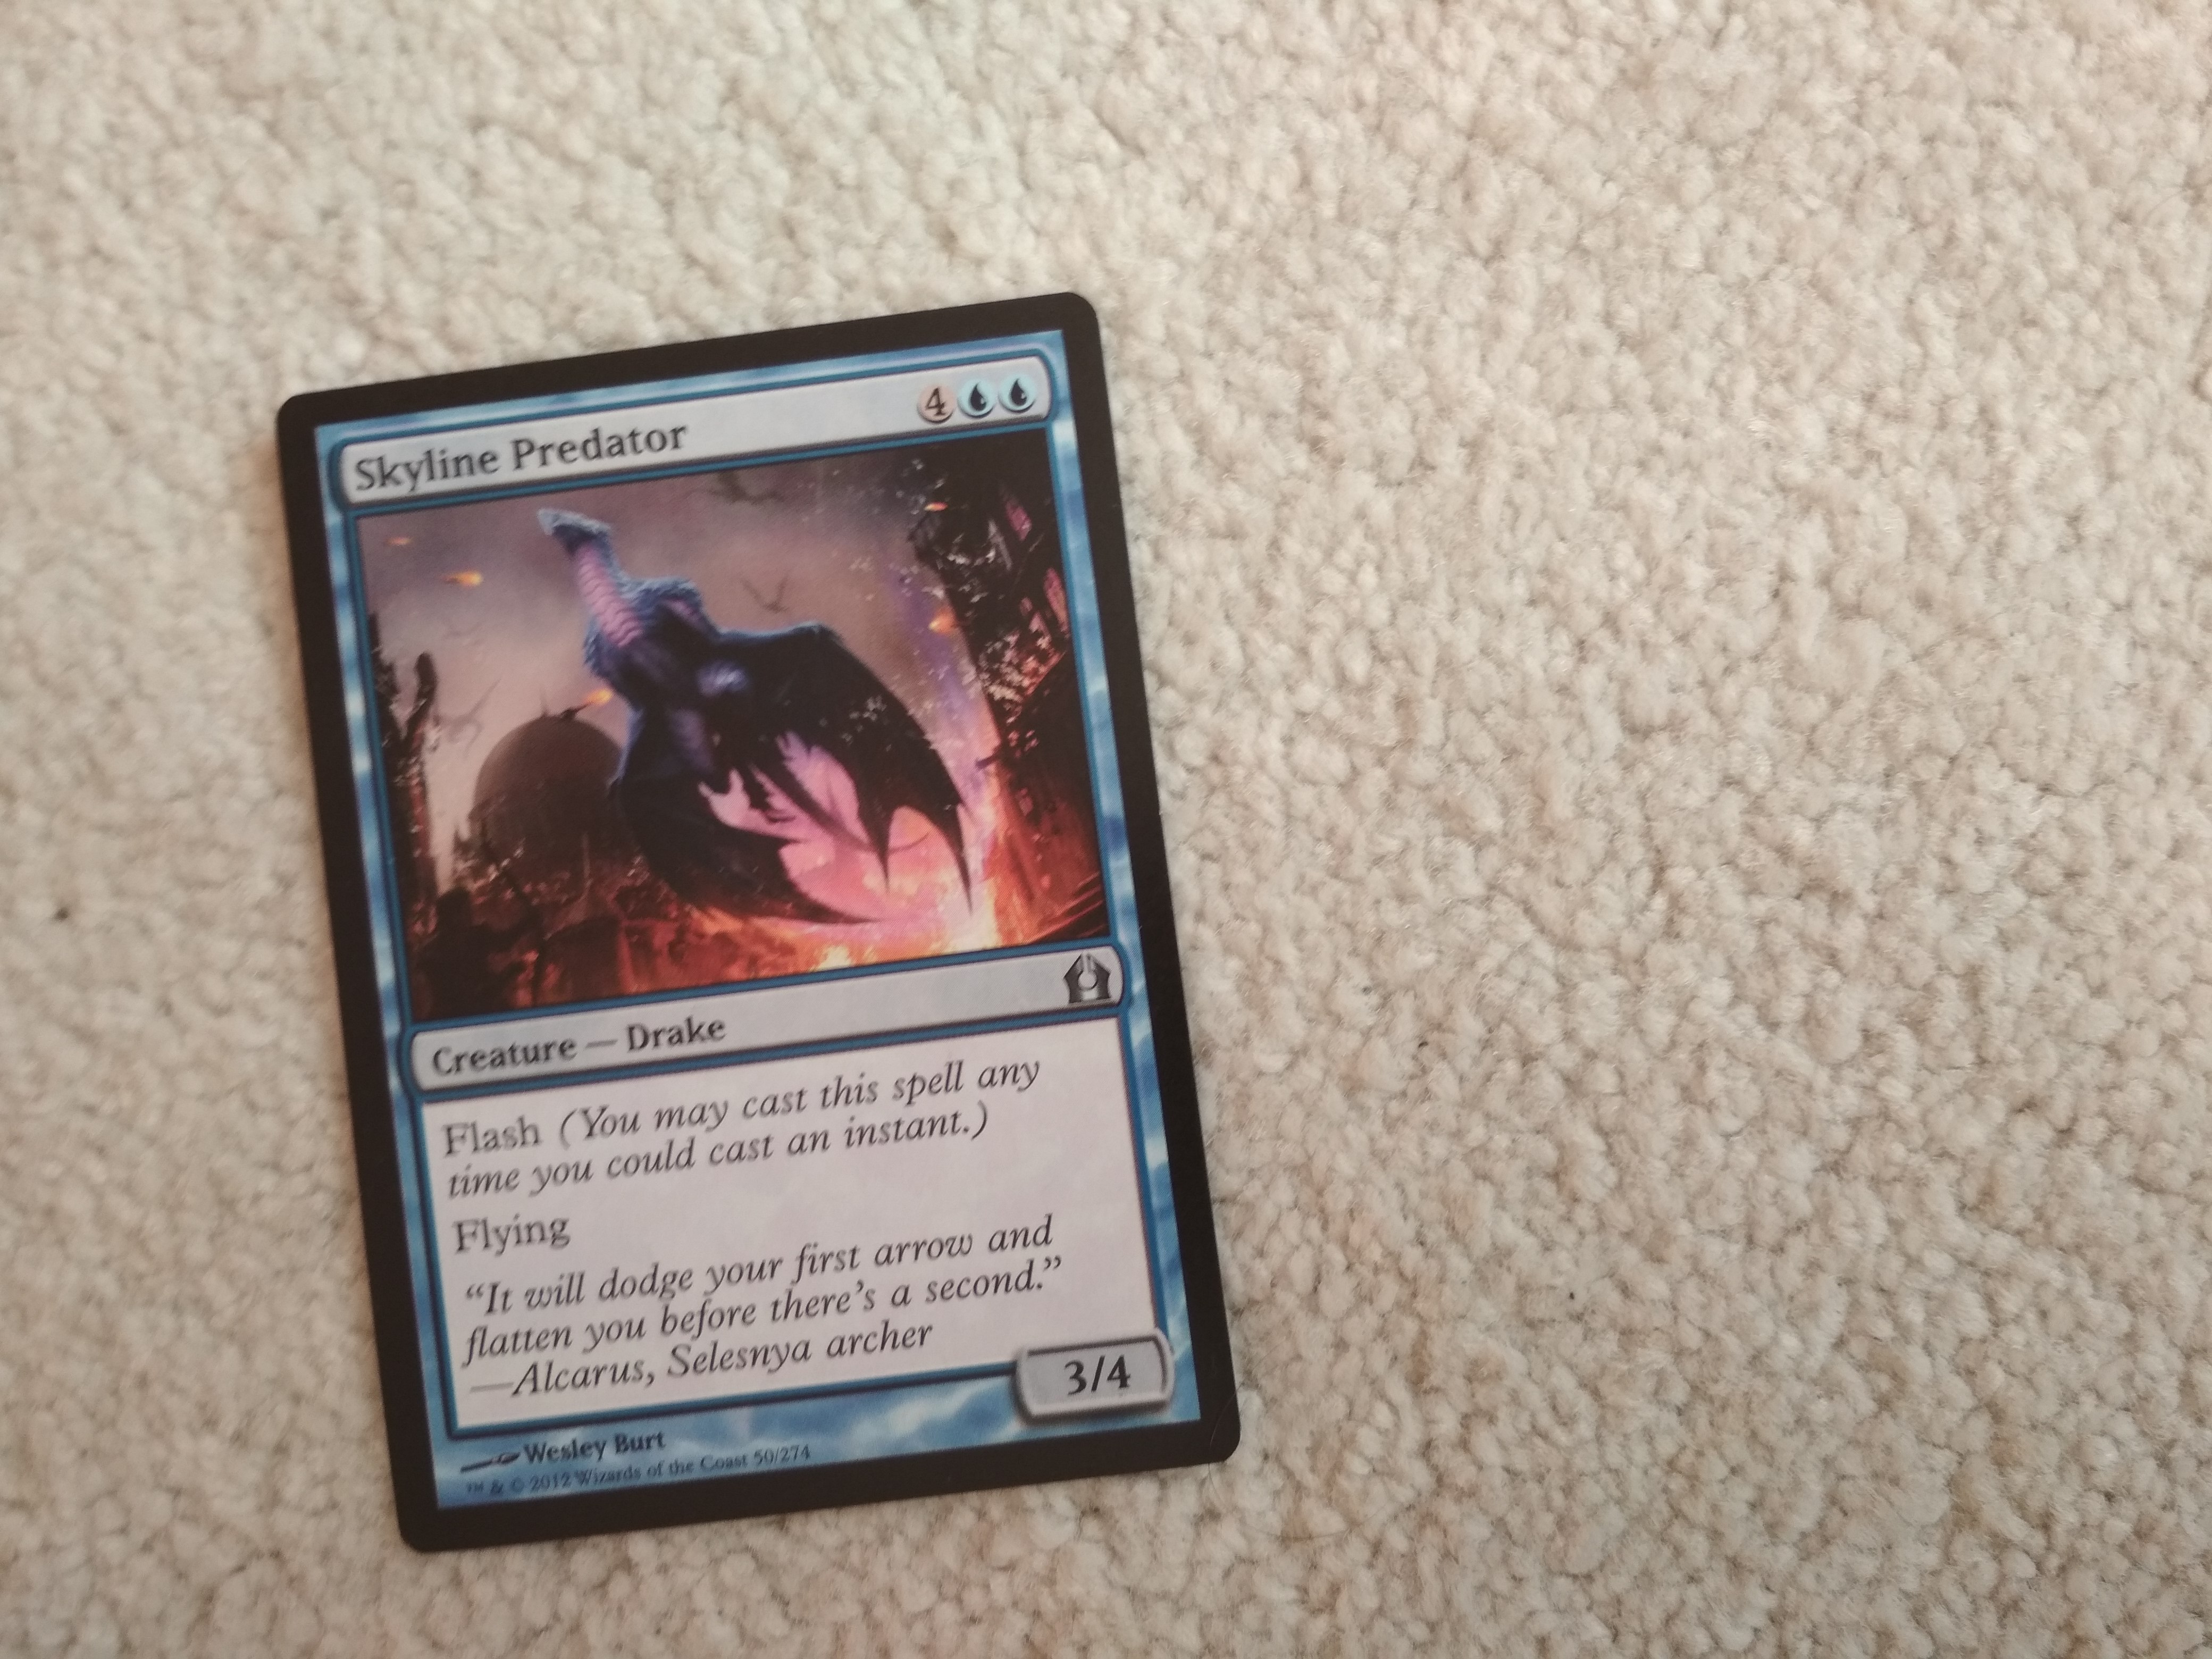 Skyline Predator 4
Creature — Drake
Flash (You may cast this spell any
time you could cast an instant.)
Flying
“It will dodge your first arrow and
flatten you before there’s a second.”
—Alcarus, Selesnya archer
3/4
Wesley Burt
™ & © 2012 Wizards of the Coast 50/274